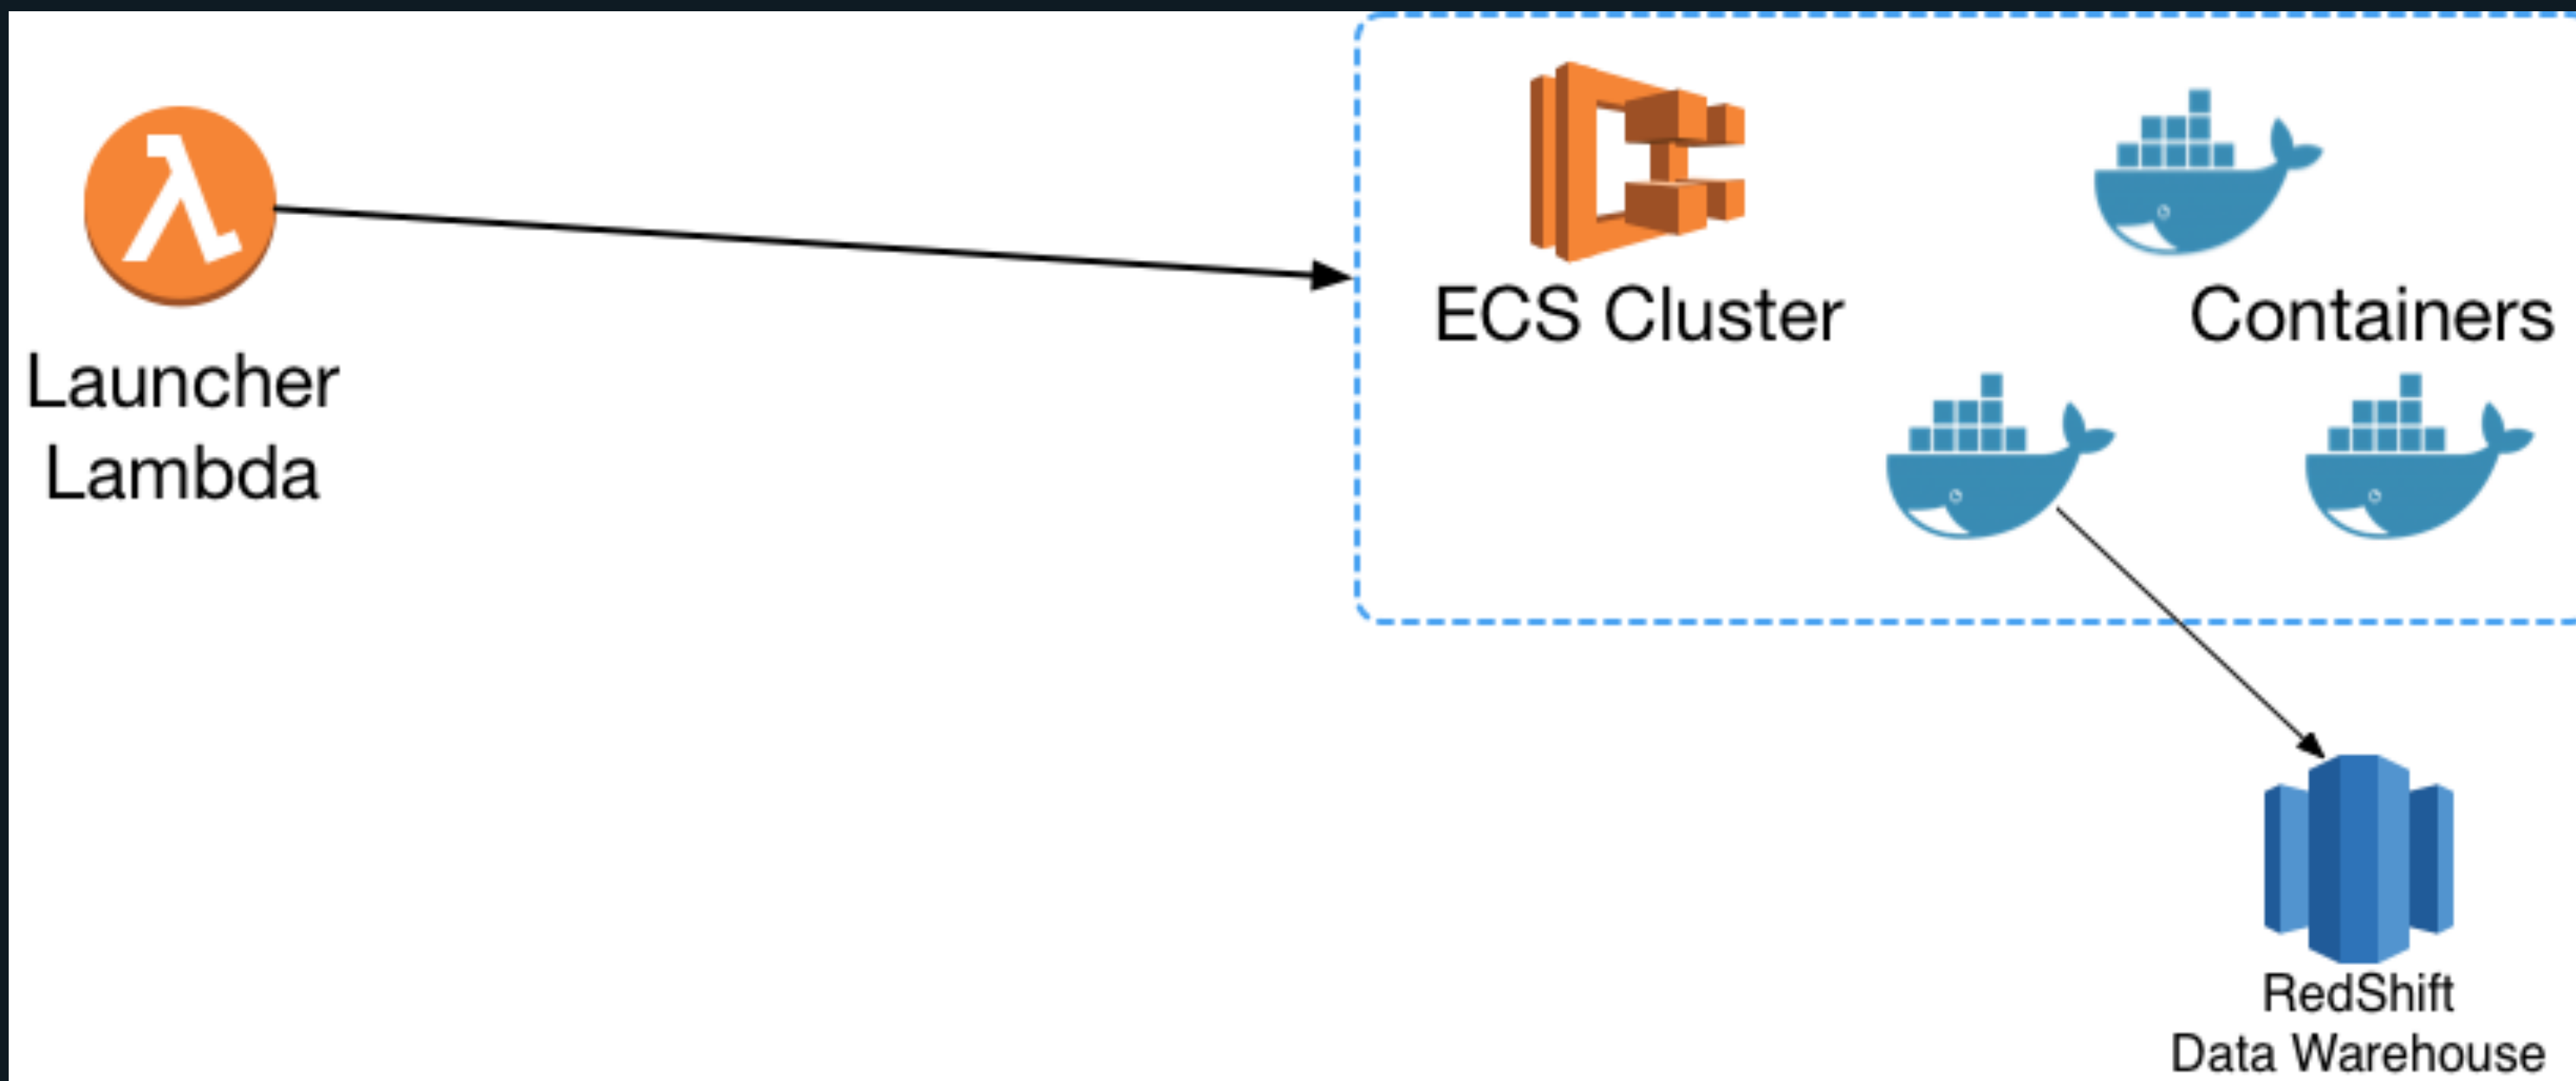 ECS Cluster
Containers
Launcher
Lambda
RedShift
Data Warehouse